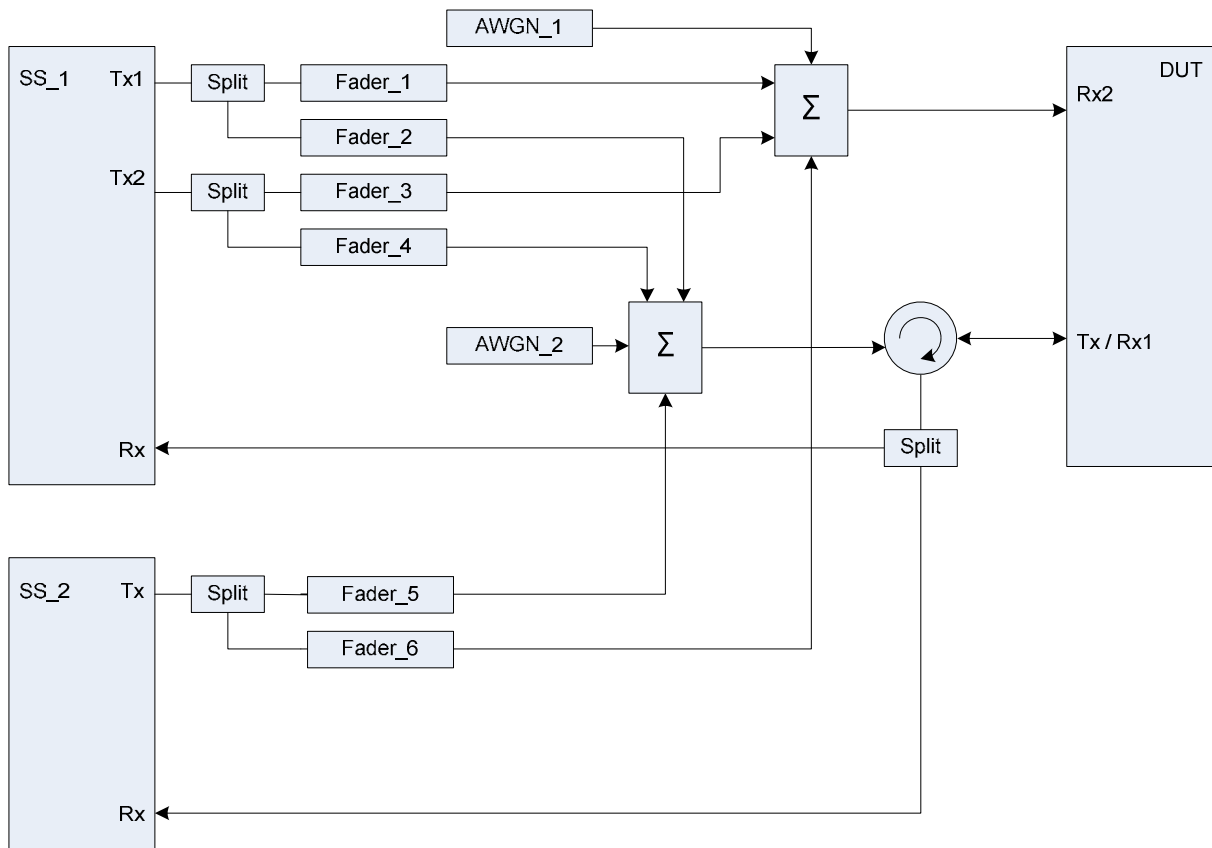 AWGN_1
SS_1
Tx1
Split
Fader_1
Σ
DUT
Rx2
Fader_2
Tx2
Split
Fader_3
Fader_4
AWGN_2
Σ
Tx / Rx1
Rx
Split
SS_2
Tx
Split
Fader_5
Fader_6
Rx